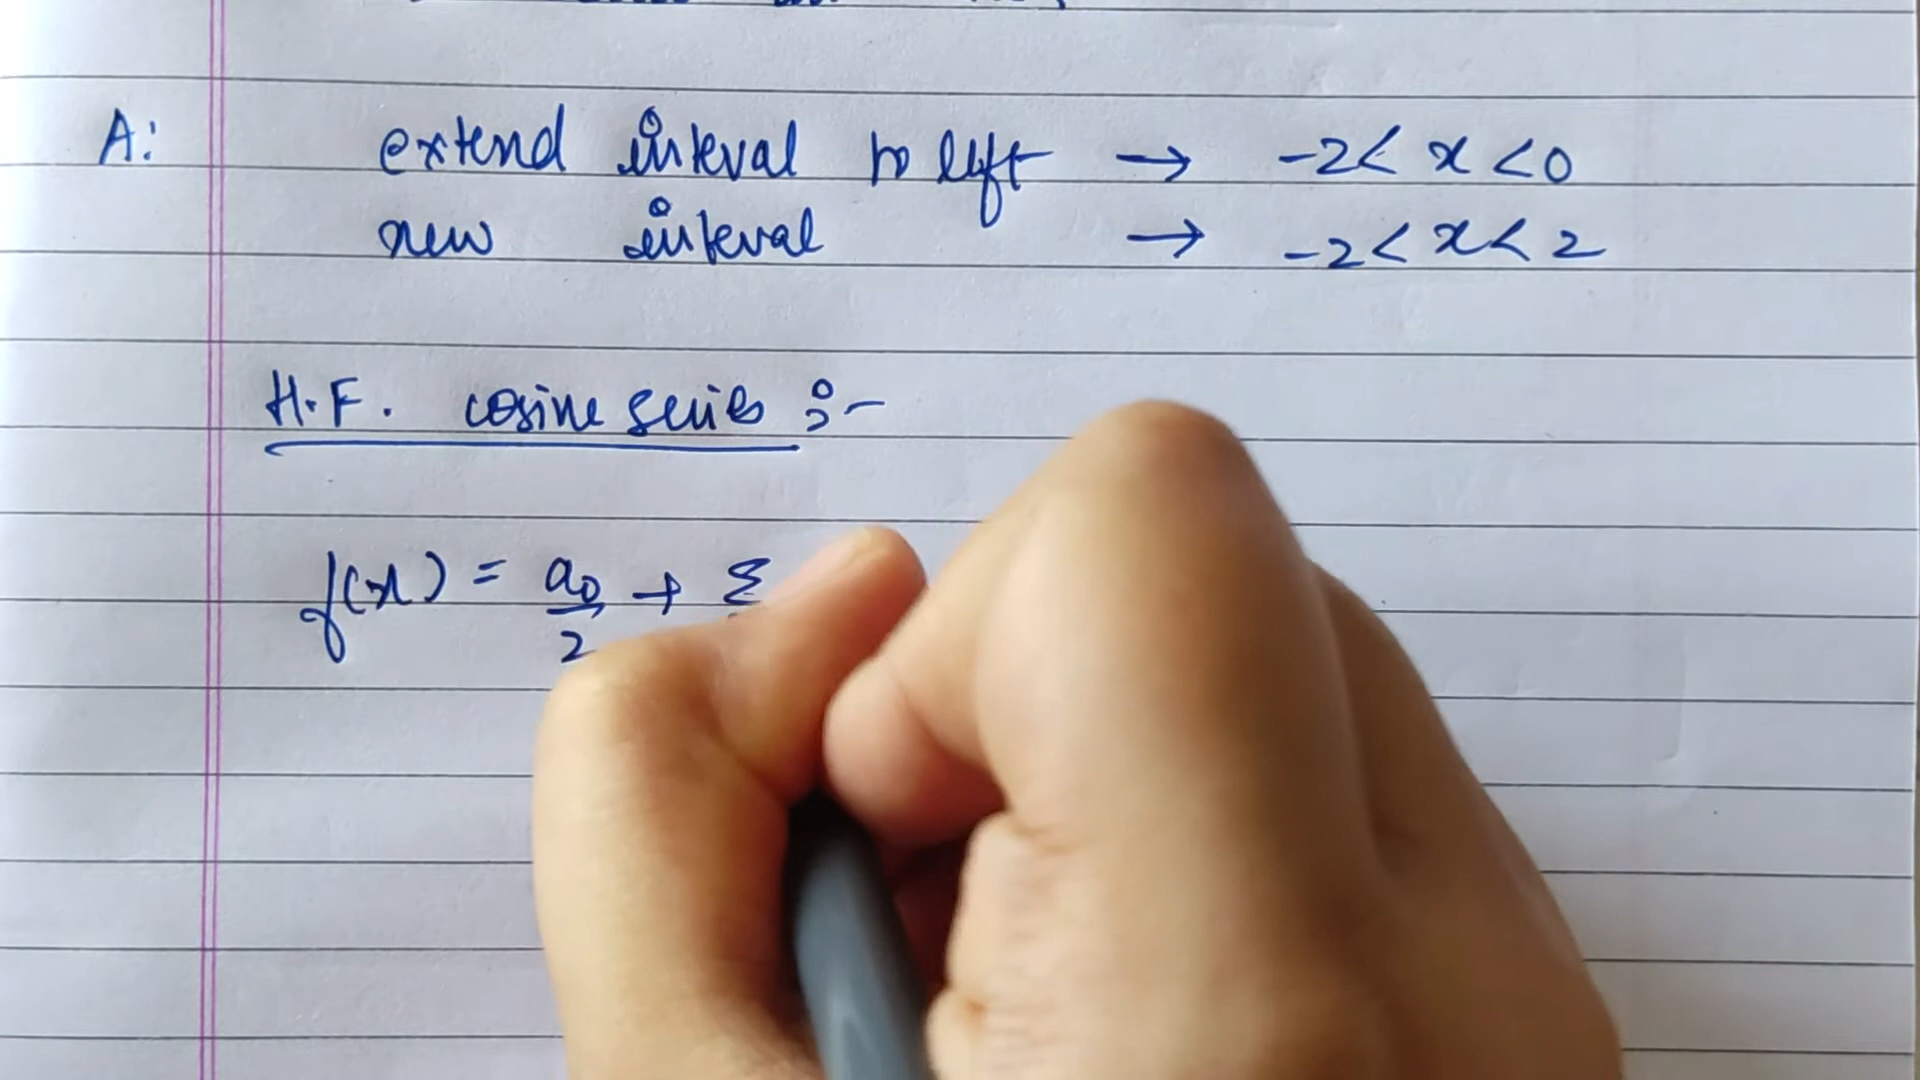 A: extend interval to left → -2 < x < 0
new interval → -2 < x < 2
H.F. cosine series :-
f(x) = a₀/2 + Σ